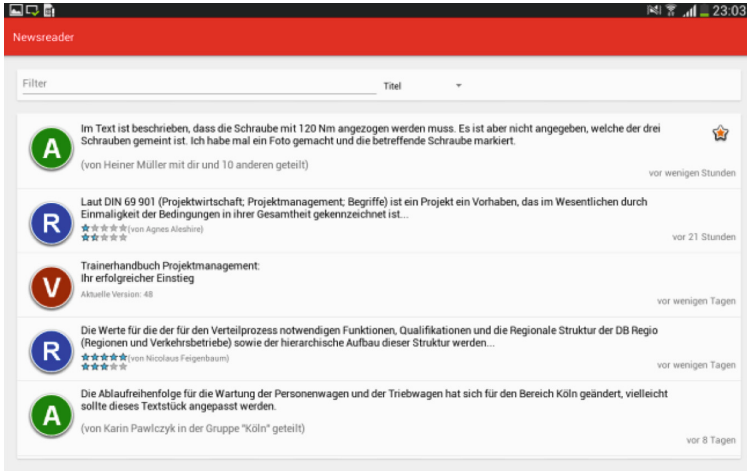 23:03
Newsreader
Filter
Titel
A
Im Text ist beschrieben, dass die Schraube mit 120 Nm angezogen werden muss. Es ist aber nicht angegeben, welche der drei
Schrauben gemeint ist. Ich habe mal ein Foto gemacht und die betreffende Schraube markiert.
(von Heiner Müller mit dir und 10 anderen geteilt)
vor wenigen Stunden
R
Laut DIN 69 901 (Projektwirtschaft; Projektmanagement; Begriffe) ist ein Projekt ein Vorhaben, das im Wesentlichen durch
Einmaligkeit der Bedingungen in ihrer Gesamtheit gekennzeichnet ist...
(von Agnes Aleshire)
vor 21 Stunden
V
Trainerhandbuch Projektmanagement:
Ihr erfolgreicher Einstieg
Aktuelle Version: 48
vor wenigen Tagen
R
Die Werte für die der für den Verteilprozess notwendigen Funktionen, Qualifikationen und die Regionale Struktur der DB Regio
(Regionen und Verkehrsbetriebe) sowie der hierarchische Aufbau dieser Struktur werden...
(von Nicolaus Feigenbaum)
vor wenigen Tagen
A
Die Ablaufreihenfolge für die Wartung der Personenwagen und der Triebwagen hat sich für den Bereich Köln geändert, vielleicht
sollte dieses Textstück angepasst werden.
(von Karin Pawlczyk in der Gruppe "Köln" geteilt)
vor 8 Tagen